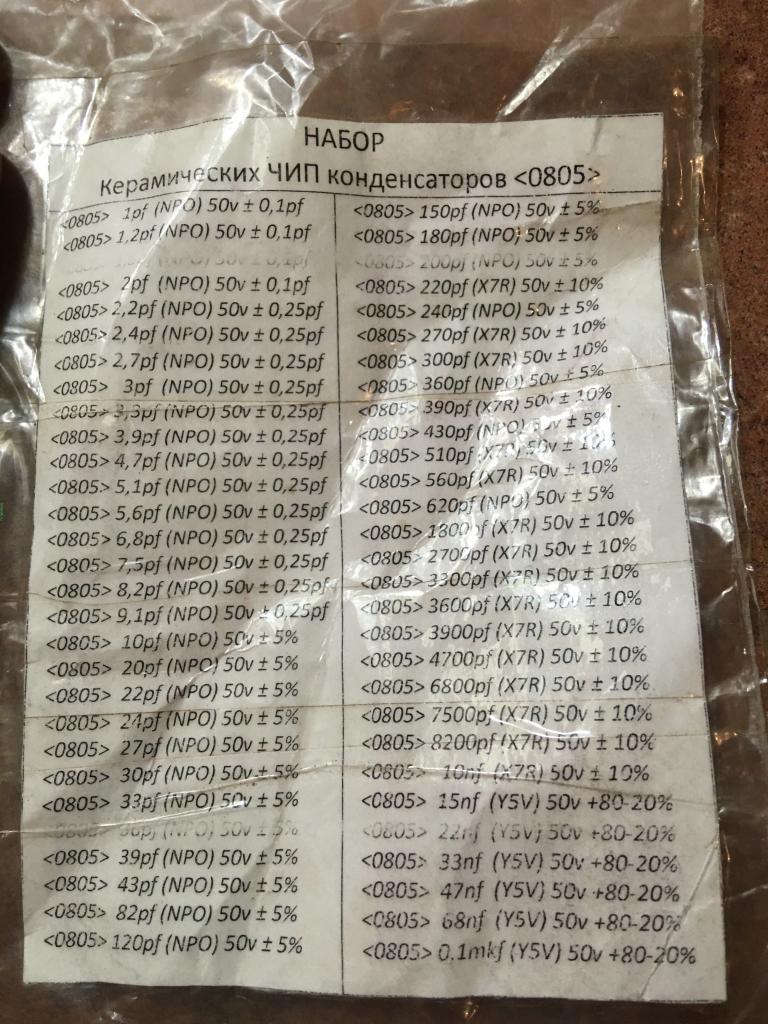 НАБОР
Керамических ЧИП конденсаторов <0805>
<0805> 1pf (NPO) 50v ± 0,1pf
<0805> 1,2pf (NPO) 50v ± 0,1pf
0,1pf
<0805> 2pf (NPO) 50v ± 0,1pf
<0805> 2,2pf (NPO) 50v ± 0,25pf
<0805> 2,4pf (NPO) 50v ± 0,25pf
<0805> 2,7pf (NPO) 50v ± 0,25pf
<0805> 3pf (NPO) 50v ± 0,25pf
<0805> 3,3pf (NPO) 50v ± 0,25pf
<0805> 3,9pf (NPO) 50v ± 0,25pf
<0805> 4,7pf (NPO) 50v ± 0,25pf
<0805> 5,1pf (NPO) 50v ± 0,25pf
<0805> 5,6pf (NPO) 50v ± 0,25pf
<0805> 6,8pf (NPO) 50v ± 0,25pf
<0805> 7,5pf (NPO) 50v ± 0,25pf
<0805> 8,2pf (NPO) 50v ± 0,25pf
<0805> 9,1pf (NPO) 50v ± 0,25pf
<0805> 10pf (NPO) 50v ± 5%
<0805> 20pf (NPO) 50v ± 5%
<0805> 22pf (NPO) 50v ± 5%
<0805> 24pf (NPO) 50v ± 5%
<0805> 27pf (NPO) 50v ± 5%
<0805> 30pf (NPO) 50v ± 5%
<0805> 33pf (NPO) 50v ± 5%
<0805> (NPO) 50v ± 5%
<0805> 39pf (NPO) 50v ± 5%
<0805> 43pf (NPO) 50v ± 5%
<0805> 82pf (NPO) 50v ± 5%
<0805> 120pf (NPO) 50v ± 5%
<0805> 150pf (NPO) 50v ± 5%
<0805> 180pf (NPO) 50v ± 5%
<0805> 200pf (NPO) 50v ± 5%
<0805> 220pf (X7R) 50v ± 10%
<0805> 240pf (NPO) 50v ± 5%
<0805> 270pf (X7R) 50v ± 10%
<0805> 300pf (X7R) 50v ± 10%
<0805> 360pf (NPO) 50v ± 5%
<0805> 390pf (X7R) 50v ± 10%
<0805> 430pf (NPO) 50v ± 5%
<0805> 510pf (X7R) 50v ± 10%
<0805> 560pf (X7R) 50v ± 10%
<0805> 620pf (NPO) 50v ± 5%
<0805> 1800pf (X7R) 50v ± 10%
<0805> 2700pf (X7R) 50v ± 10%
<0805> 3300pf (X7R) 50v ± 10%
<0805> 3600pf (X7R) 50v ± 10%
<0805> 3900pf (X7R) 50v ± 10%
<0805> 4700pf (X7R) 50v ± 10%
<0805> 6800pf (X7R) 50v ± 10%
<0805> 7500pf (X7R) 50v ± 10%
<0805> 8200pf (X7R) 50v ± 10%
<0805> 10nf (X7R) 50v ± 10%
<0805> 15nf (Y5V) 50v +80-20%
<0805> 22nf (Y5V) 50v +80-20%
<0805> 33nf (Y5V) 50v +80-20%
<0805> 47nf (Y5V) 50v +80-20%
<0805> 68nf (Y5V) 50v +80-20%
<0805> 0.1mkf (Y5V) 50v +80-20%